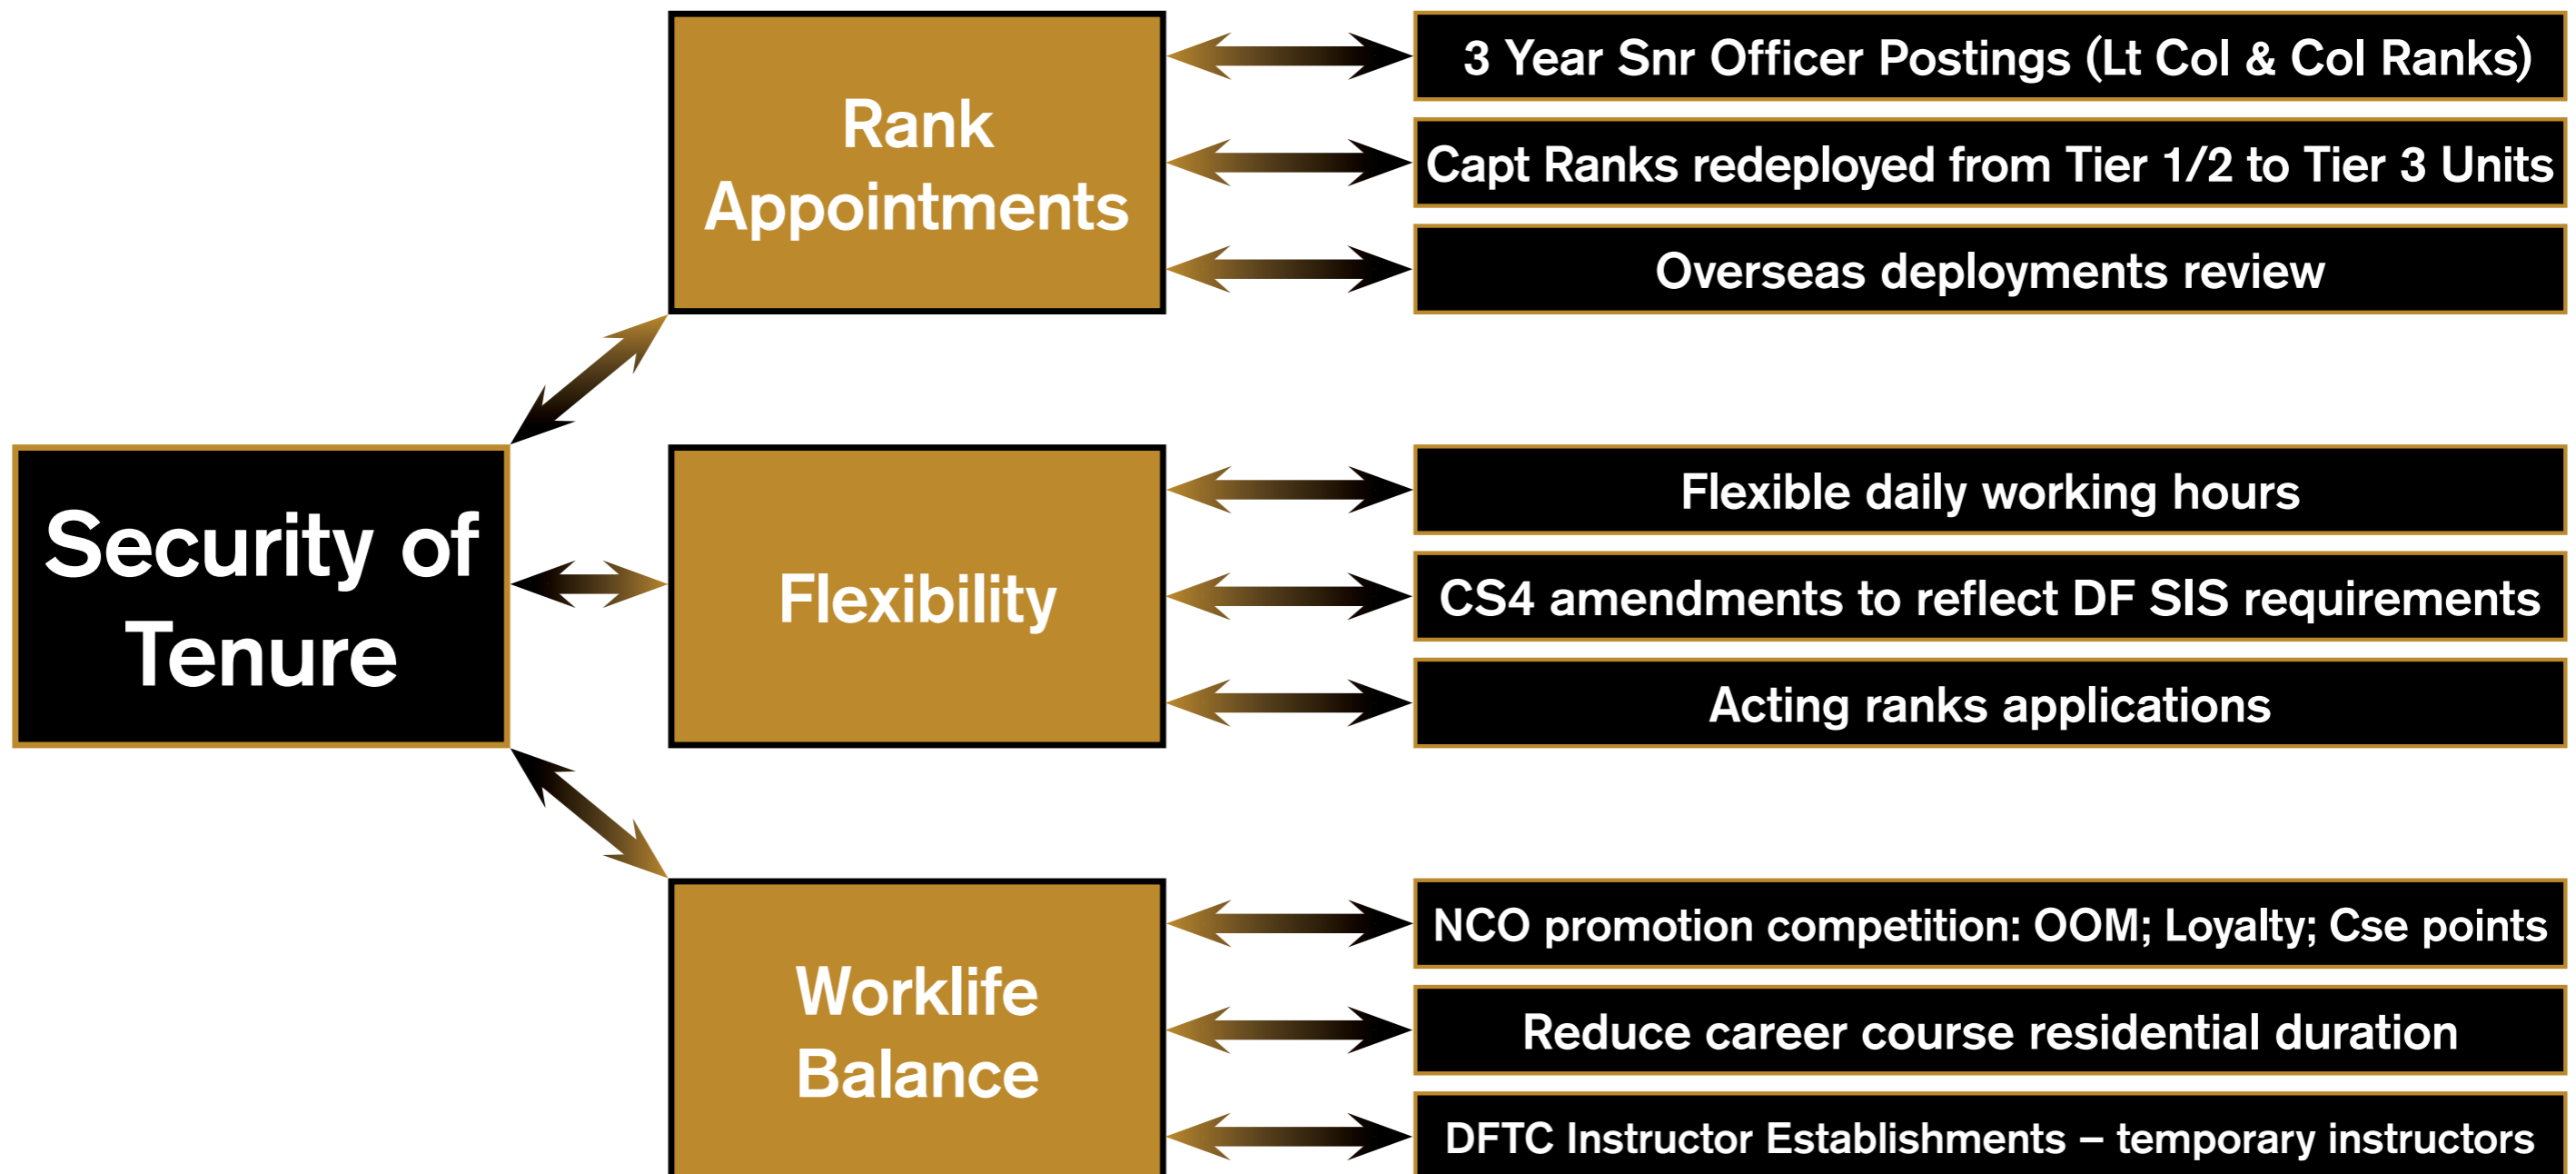 Security of
Tenure
Rank
Appointments
3 Year Snr Officer Postings (Lt Col & Col Ranks)
Capt Ranks redeployed from Tier 1/2 to Tier 3 Units
Overseas deployments review
Flexibility
Flexible daily working hours
CS4 amendments to reflect DF SIS requirements
Acting ranks applications
Worklife
Balance
NCO promotion competition: OOM; Loyalty; Cse points
Reduce career course residential duration
DFTC Instructor Establishments – temporary instructors